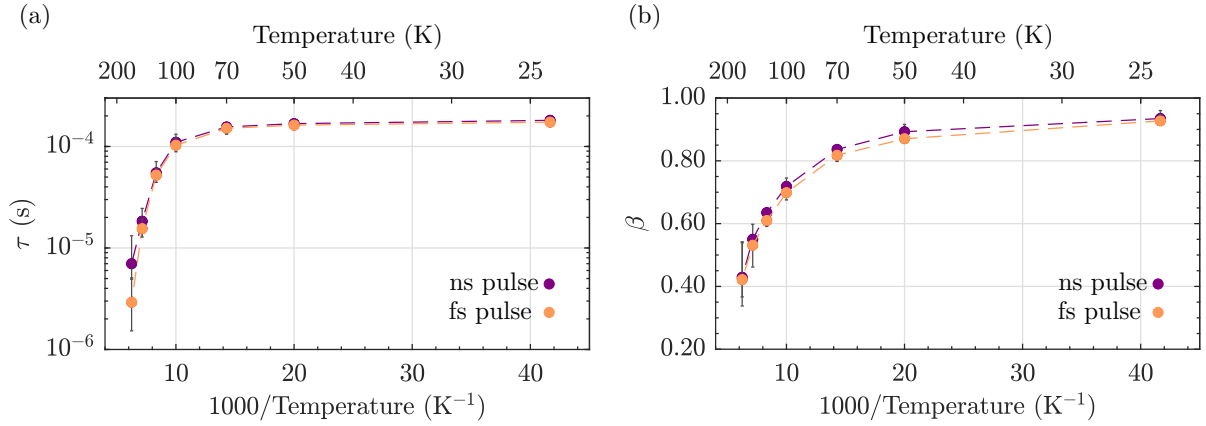 (a)
Temperature (K)
200 100 70 50 40 30 25
10⁻⁴
10⁻⁵
10⁻⁶
τ (s)
ns pulse
fs pulse
10 20 30 40
1000/Temperature (K⁻¹)
(b)
Temperature (K)
200 100 70 50 40 30 25
1.00
0.80
0.60
0.40
0.20
β
ns pulse
fs pulse
10 20 30 40
1000/Temperature (K⁻¹)